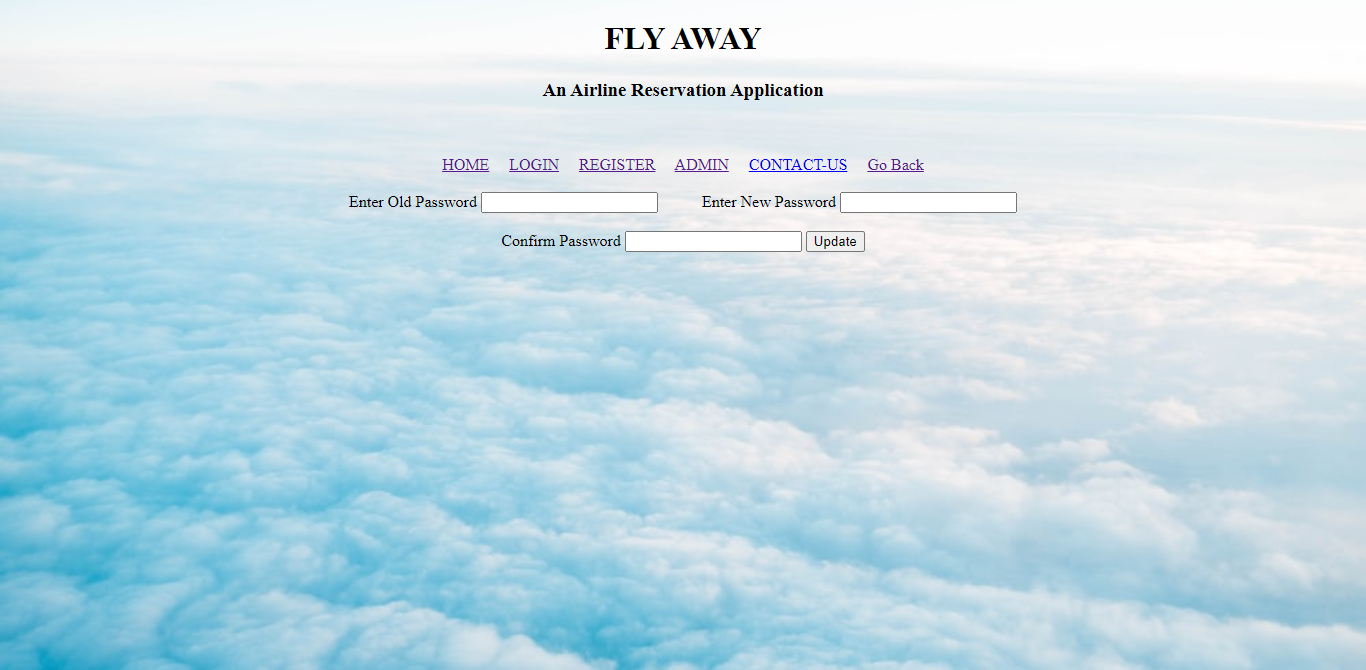 FLY AWAY
An Airline Reservation Application
HOME LOGIN REGISTER ADMIN CONTACT-US Go Back
Enter Old Password Enter New Password
Confirm Password Update